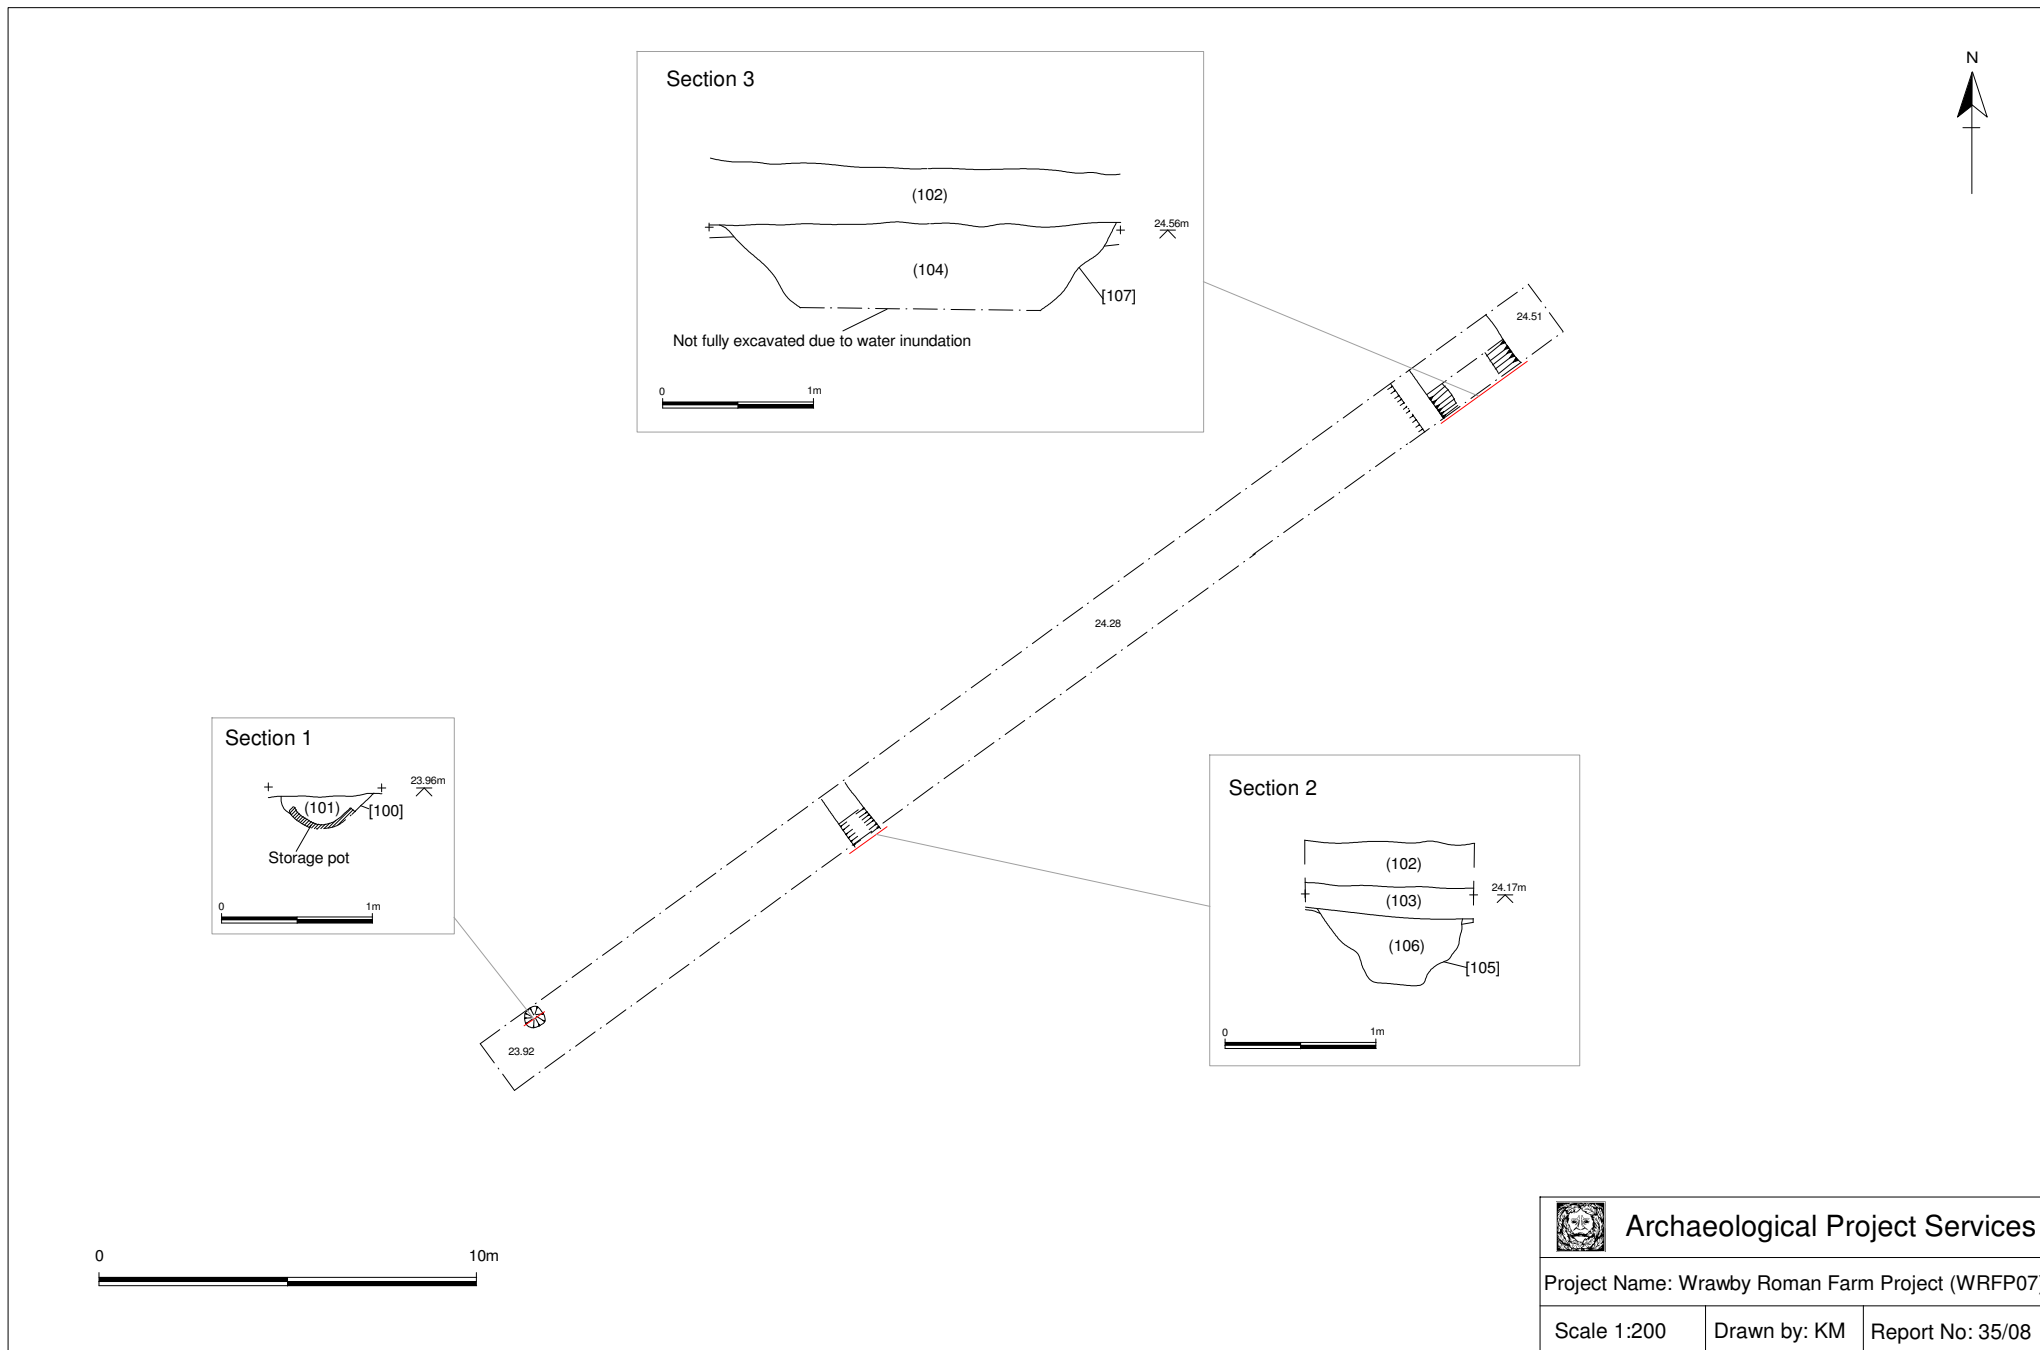 N
Section 3
(102)
24.56m
(104)
[107]
Not fully excavated due to water inundation
0 1m
24.51
24.28
Section 1
23.96m
(101)
[100]
Storage pot
0 1m
23.92
Section 2
(102)
24.17m
(103)
(106)
[105]
0 1m
0 10m
Archaeological Project Services
Project Name: Wrawby Roman Farm Project (WRFP07)
Scale 1:200
Drawn by: KM
Report No: 35/08